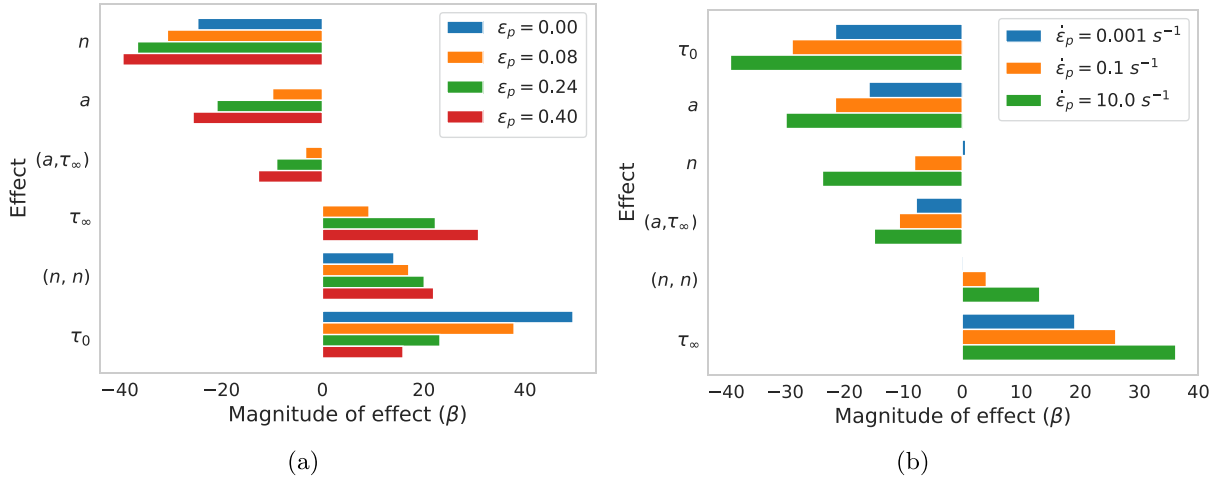 n
a
(a,τ∞)
τ∞
(n, n)
τ0
Effect
−40 −20 0 20 40
Magnitude of effect (β)
εp = 0.00
εp = 0.08
εp = 0.24
εp = 0.40
(a)
τ0
a
n
(a,τ∞)
(n, n)
τ∞
Effect
−40 −30 −20 −10 0 10 20 30 40
Magnitude of effect (β)
ε̇p = 0.001 s⁻¹
ε̇p = 0.1 s⁻¹
ε̇p = 10.0 s⁻¹
(b)